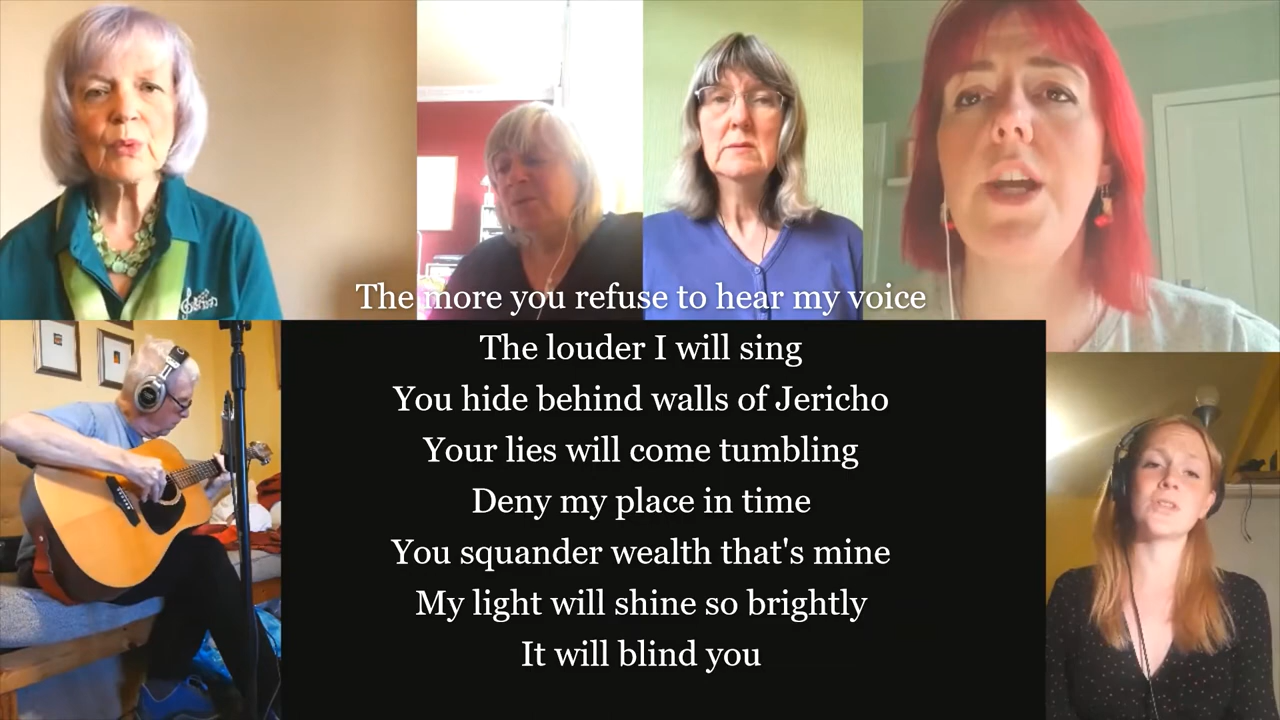 The more you refuse to hear my voice
The louder I will sing
You hide behind walls of Jericho
Your lies will come tumbling
Deny my place in time
You squander wealth that's mine
My light will shine so brightly
It will blind you